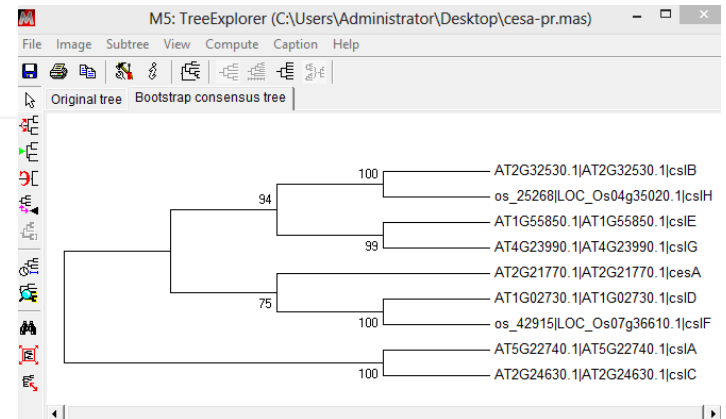 M5: TreeExplorer (C:\Users\Administrator\Desktop\cesa-pr.mas)
File Image Subtree View Compute Caption Help
Original tree Bootstrap consensus tree
100
AT2G32530.1|AT2G32530.1|cslB
os_25268|LOC_Os04g35020.1|cslH
94
AT1G55850.1|AT1G55850.1|cslE
99
AT4G23990.1|AT4G23990.1|cslG
AT2G21770.1|AT2G21770.1|cesA
75
AT1G02730.1|AT1G02730.1|cslD
100
os_42915|LOC_Os07g36610.1|cslF
AT5G22740.1|AT5G22740.1|cslA
100
AT2G24630.1|AT2G24630.1|cslC